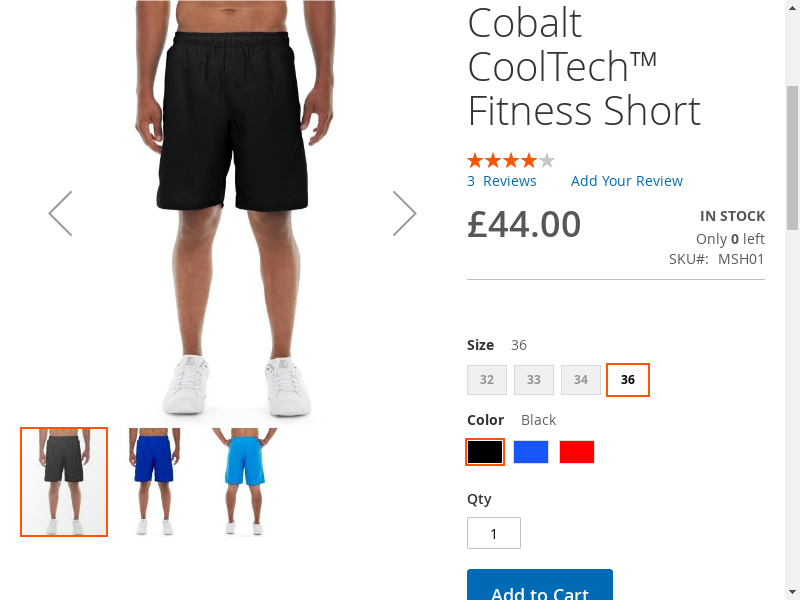 Cobalt
CoolTech™
Fitness Short
3 Reviews Add Your Review
£44.00
IN STOCK
Only 0 left
SKU#: MSH01
Size 36
32 33 34 36
Color Black
Qty
1
Add to Cart